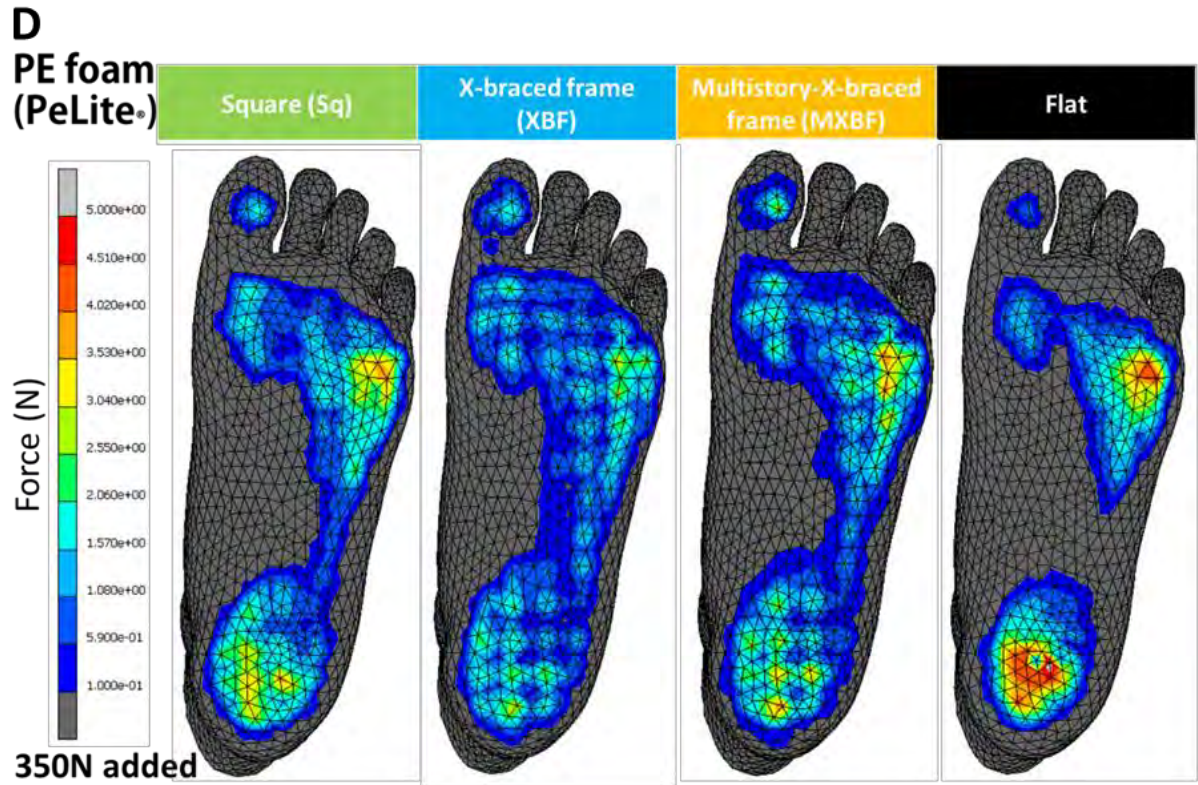 D
PE foam
(PeLite®)
Square (Sq)
X-braced frame
(XBF)
Multistory-X-braced
frame (MXBF)
Flat
Force (N)
5.000e+00
4.510e+00
4.020e+00
3.530e+00
3.040e+00
2.550e+00
2.060e+00
1.570e+00
1.080e+00
5.900e-01
1.000e-01
350N added